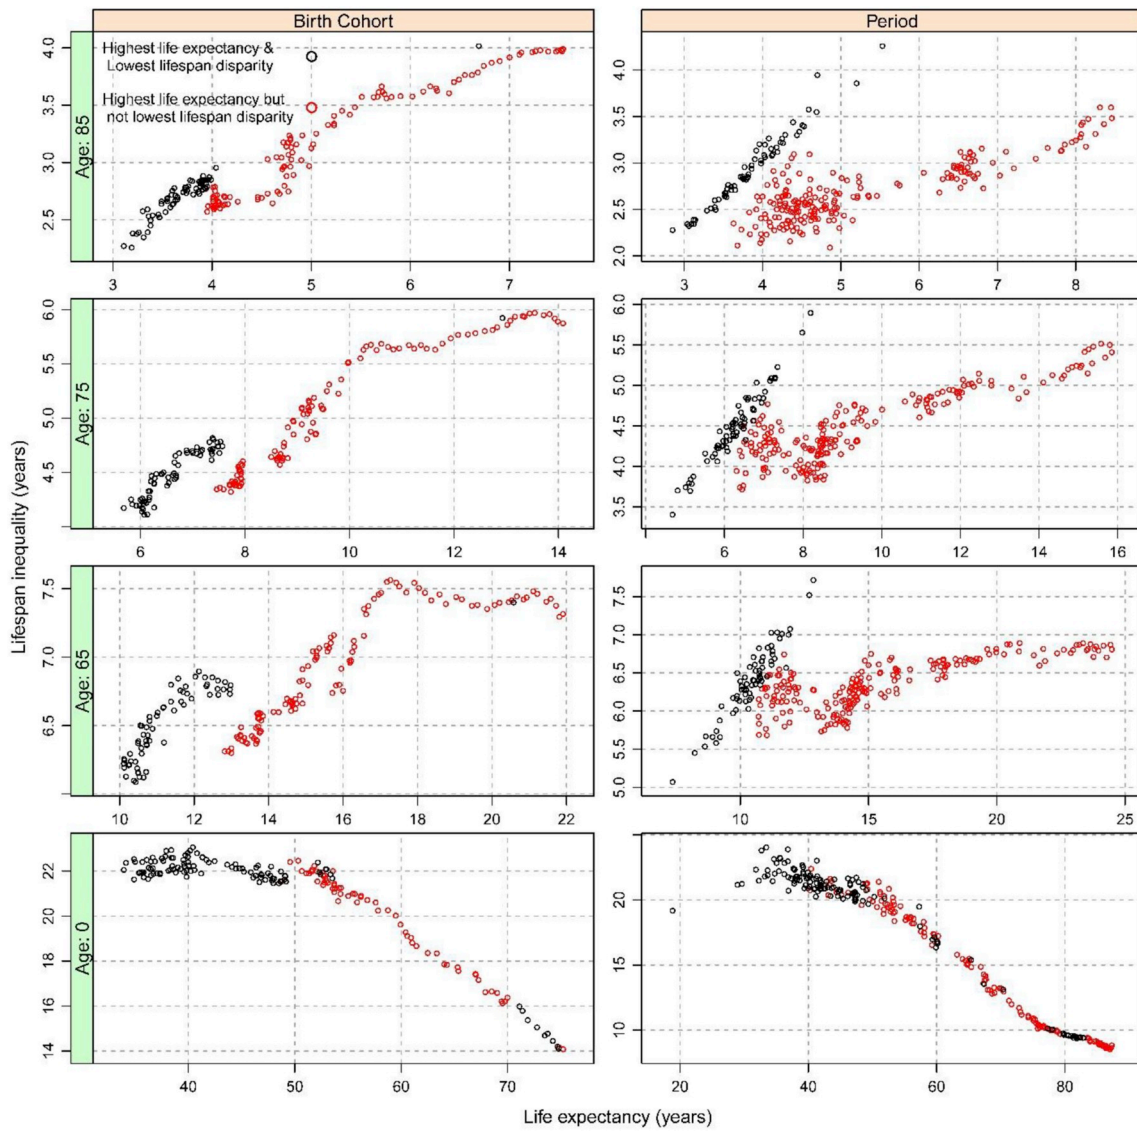 Birth Cohort
Period
Age: 85
Highest life expectancy &
Lowest lifespan disparity
Highest life expectancy but
not lowest lifespan disparity
4.0
3.5
3.0
2.5
3 4 5 6 7
4.0
3.5
3.0
2.5
2.0
3 4 5 6 7 8
Age: 75
6.0
5.5
5.0
4.5
6 8 10 12 14
6.0
5.5
5.0
4.5
4.0
3.5
6 8 10 12 14 16
Lifespan inequality (years)
Age: 65
7.5
7.0
6.5
10 12 14 16 18 20 22
7.5
7.0
6.5
6.0
5.5
5.0
10 15 20 25
Age: 0
22
20
18
16
14
40 50 60 70
20
15
10
20 40 60 80
Life expectancy (years)